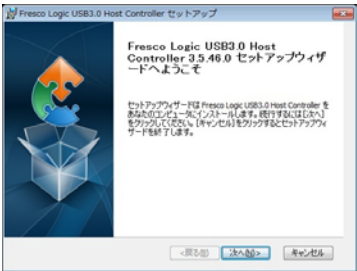 Fresco Logic USB3.0 Host Controller セットアップ
Fresco Logic USB3.0 Host
Controller 3.5.46.0 セットアップウィザ
ードへようこそ
セットアップウィザードは Fresco Logic USB3.0 Host Controller を
あなたのコンピュータにインストールします。続行するには[次へ]
をクリックしてください。[キャンセル]をクリックするとセットアップウィ
ザードを終了します。
<戻る(B) 次へ(N)> キャンセル